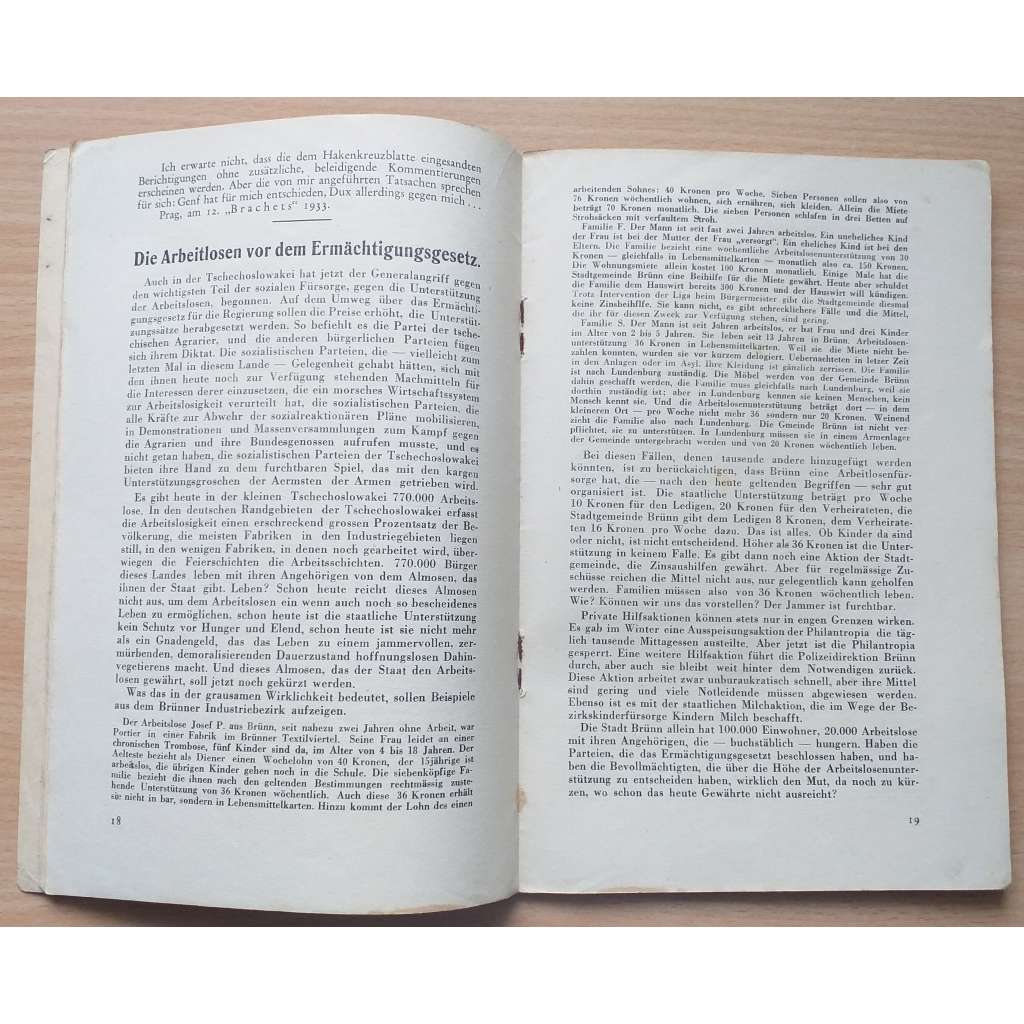 Ich erwarte nicht, dass die dem Hakenkreuzblatte eingesandten
Berichtigungen ohne zusätzliche, beleidigende Kommentierungen
erscheinen werden. Aber die von mir angeführten Tatsachen sprechen
für sich: Genf hat für mich entschieden, Dux allerdings gegen mich ...
Prag, am 12. „Brachets" 1933.
Die Arbeitlosen vor dem Ermächtigungsgesetz.
Auch in der Tschechoslowakei hat jetzt der Generalangriff gegen
den wichtigsten Teil der sozialen Fürsorge, gegen die Unterstützung
der Arbeitslosen, begonnen. Auf dem Umweg über das Ermächti-
gungsgesetz für die Regierung sollen die Preise erhöht, die Unterstüt-
zungssätze herabgesetzt werden. So befiehlt es die Partei der tsche-
chischen Agrarier, und die anderen bürgerlichen Parteien fügen
sich ihrem Diktat. Die sozialistischen Parteien, die — vielleicht zum
letzten Mal in diesem Lande — Gelegenheit gehabt hätten, sich mit
den ihnen heute noch zur Verfügung stehenden Machmitteln für
die Interessen derer einzusetzen, die ein morsches Wirtschaftssystem
zur Arbeitslosigkeit verurteilt hat, die sozialistischen Parteien, die
alle Kräfte zur Abwehr der sozialreaktionären Pläne mobilisieren,
in Demonstrationen und Massenversammlungen zum Kampf gegen
die Agrarien und ihre Bundesgenossen aufrufen musste, und es
nicht getan haben, die sozialistischen Parteien der Tschechoslowakei
bieten ihre Hand zu dem furchtbaren Spiel, das mit den kargen
Unterstützungsgroschen der Aermsten der Armen getrieben wird.
Es gibt heute in der kleinen Tschechoslowakei 770.000 Arbeits-
lose. In den deutschen Randgebieten der Tschechoslowakei erfasst
die Arbeitslosigkeit einen erschreckend grossen Prozentsatz der Be-
völkerung, die meisten Fabriken in den Industriegebieten liegen
still, in den wenigen Fabriken, in denen noch gearbeitet wird, über-
wiegen die Feierschichten die Arbeitsschichten. 770.000 Bürger
dieses Landes leben mit ihren Angehörigen von dem Almosen, das
ihnen der Staat gibt. Leben? Schon heute reicht dieses Almosen
nicht aus, um dem Arbeitslosen ein wenn auch noch so bescheidenes
Leben zu ermöglichen, schon heute ist die staatliche Unterstützung
kein Schutz vor Hunger und Elend, schon heute ist sie nicht mehr
als ein Gnadengeld, das das Leben zu einem jammervollen, zer-
mürbenden, demoralisierenden Dauerzustand hoffnungslosen Dahin-
vegetierens macht. Und dieses Almosen, das der Staat den Arbeits-
losen gewährt, soll jetzt noch gekürzt werden.
Was das in der grausamen Wirklichkeit bedeutet, sollen Beispiele
aus dem Brünner Industriebezirk aufzeigen.
Der Arbeitslose Josef P. aus Brünn, seit nahezu zwei Jahren ohne Arbeit, war
Portier in einer Fabrik im Brünner Textilviertel. Seine Frau leidet an einer
chronischen Trombose, fünf Kinder sind da, im Alter von 4 bis 18 Jahren. Der
Aelteste bezieht als Diener einen Wochelohn von 40 Kronen, der 15jährige ist
arbeitslos, die übrigen Kinder gehen noch in die Schule. Die siebenköpfige Fa-
milie bezieht die ihnen nach den geltenden Bestimmungen rechtmässig zuste-
hende Unterstützung von 36 Kronen wöchentlich. Auch diese 36 Kronen erhält
sie nicht in bar, sondern in Lebensmittelkarten. Hinzu kommt der Lohn des einen
18
arbeitenden Sohnes: 40 Kronen pro Woche. Sieben Personen sollen also von
76 Kronen wöchentlich wohnen, sich ernähren, sich kleiden. Allein die Miete
beträgt 70 Kronen monatlich. Die sieben Personen schlafen in drei Betten auf
Strohsäcken mit verfaultem Stroh.
Familie F. Der Mann ist seit fast zwei Jahren arbeitslos. Ein uneheliches Kind
der Frau ist bei der Mutter der Frau „versorgt". Ein eheliches Kind ist bei den
Eltern. Die Familie bezieht eine wöchentliche Arbeitslosenunterstützung von 30
Kronen — gleichfalls in Lebensmittelkarten — monatlich also ca. 150 Kronen.
Die Wohnungsmiete allein kostet 100 Kronen monatlich. Einige Male hat die
Stadtgemeinde Brünn eine Beihilfe für die Miete gewährt. Heute aber schuldet
die Familie dem Hauswirt bereits 300 Kronen und der Hauswirt will kündigen.
Trotz Intervention der Liga beim Bürgermeister gibt die Stadtgemeinde diesmal
keine Zinsbeihilfe. Sie kann nicht, es gibt schrecklichere Fälle und die Mittel,
die ihr für diesen Zweck zur Verfügung stehen, sind gering.
Familie S. Der Mann ist seit Jahren arbeitlos, er hat Frau und drei Kinder
im Alter von 2 bis 5 Jahren. Sie leben seit 13 Jahren in Brünn. Arbeitlosen-
unterstützung 36 Kronen in Lebensmittelkarten. Weil sie die Miete nicht be-
zahlen konnten, wurden sie vor kurzem delogiert. Uebernachteten in letzer Zeit
in den Anlagen oder im Asyl. Ihre Kleidung ist gänzlich zerrissen. Die Familie
ist nach Lundenburg zuständig. Die Möbel werden von der Gemeinde Brünn
dahin geschafft werden, die Familie muss gleichfalls nach Lundenburg, weil sie
dorthin zuständig ist; aber in Lundenburg kennen sie keinen Menschen, kein
Mensch kennt sie. Und die Arbeitlosenunterstützung beträgt dort — in dem
kleineren Ort — pro Woche nicht mehr 36 sondern nur 20 Kronen. Weinend
zieht die Familie also nach Lundenburg. Die Gmeinde Brünn ist nicht ver-
pflichtet, sie zu unterstützen. In Lundenburg müssen sie in einem Armenlager
der Gemeinde untergebracht werden und von 20 Kronen wöchentlich leben.
Bei diesen Fällen, denen tausende andere hinzugefügt werden
könnten, ist zu berücksichtigen, dass Brünn eine Arbeitlosenfür-
sorge hat, die — nach den heute geltenden Begriffen — sehr gut
organisiert ist. Die staatliche Unterstützung beträgt pro Woche
10 Kronen für den Ledigen, 20 Kronen für den Verheirateten, die
Stadtgemeinde Brünn gibt dem Ledigen 8 Kronen, dem Verheirate-
ten 16 Kronen pro Woche dazu. Das ist alles. Ob Kinder da sind
oder nicht, ist nicht entscheidend. Höher als 36 Kronen ist die Unter-
stützung in keinem Falle. Es gibt dann noch eine Aktion der Stadt-
gemeinde, die Zinsaushilfen gewährt. Aber für regelmässige Zu-
schüsse reichen die Mittel nicht aus, nur gelegentlich kann geholfen
werden. Familien müssen also von 36 Kronen wöchentlich leben.
Wie? Können wir uns das vorstellen? Der Jammer ist furchtbar.
Private Hilfsaktionen können stets nur in engen Grenzen wirken.
Es gab im Winter eine Ausspeisungsaktion der Philantropia die täg-
lich tausende Mittagessen austeilte. Aber jetzt ist die Philantropia
gesperrt. Eine weitere Hilfsaktion führt die Polizeidirektion Brünn
durch, aber auch sie bleibt weit hinter dem Notwendigen zurück.
Diese Aktion arbeitet zwar unburaukratisch schnell, aber ihre Mittel
sind gering und viele Notleidende müssen abgewiesen werden.
Ebenso ist es mit der staatlichen Milchaktion, die im Wege der Be-
zirkskinderfürsorge Kindern Milch beschafft.
Die Stadt Brünn allein hat 100.000 Einwohner, 20.000 Arbeitlose
mit ihren Angehörigen, die — buchstäblich — hungern. Haben die
Parteien, die das Ermächtigungsgesetz beschlossen haben, und ha-
ben die Bevollmächtigten, die über die Höhe der Arbeitlosenunter-
stützung zu entscheiden haben, wirklich den Mut, da noch zu kür-
zen, wo schon das heute Gewährte nicht ausreicht?
19